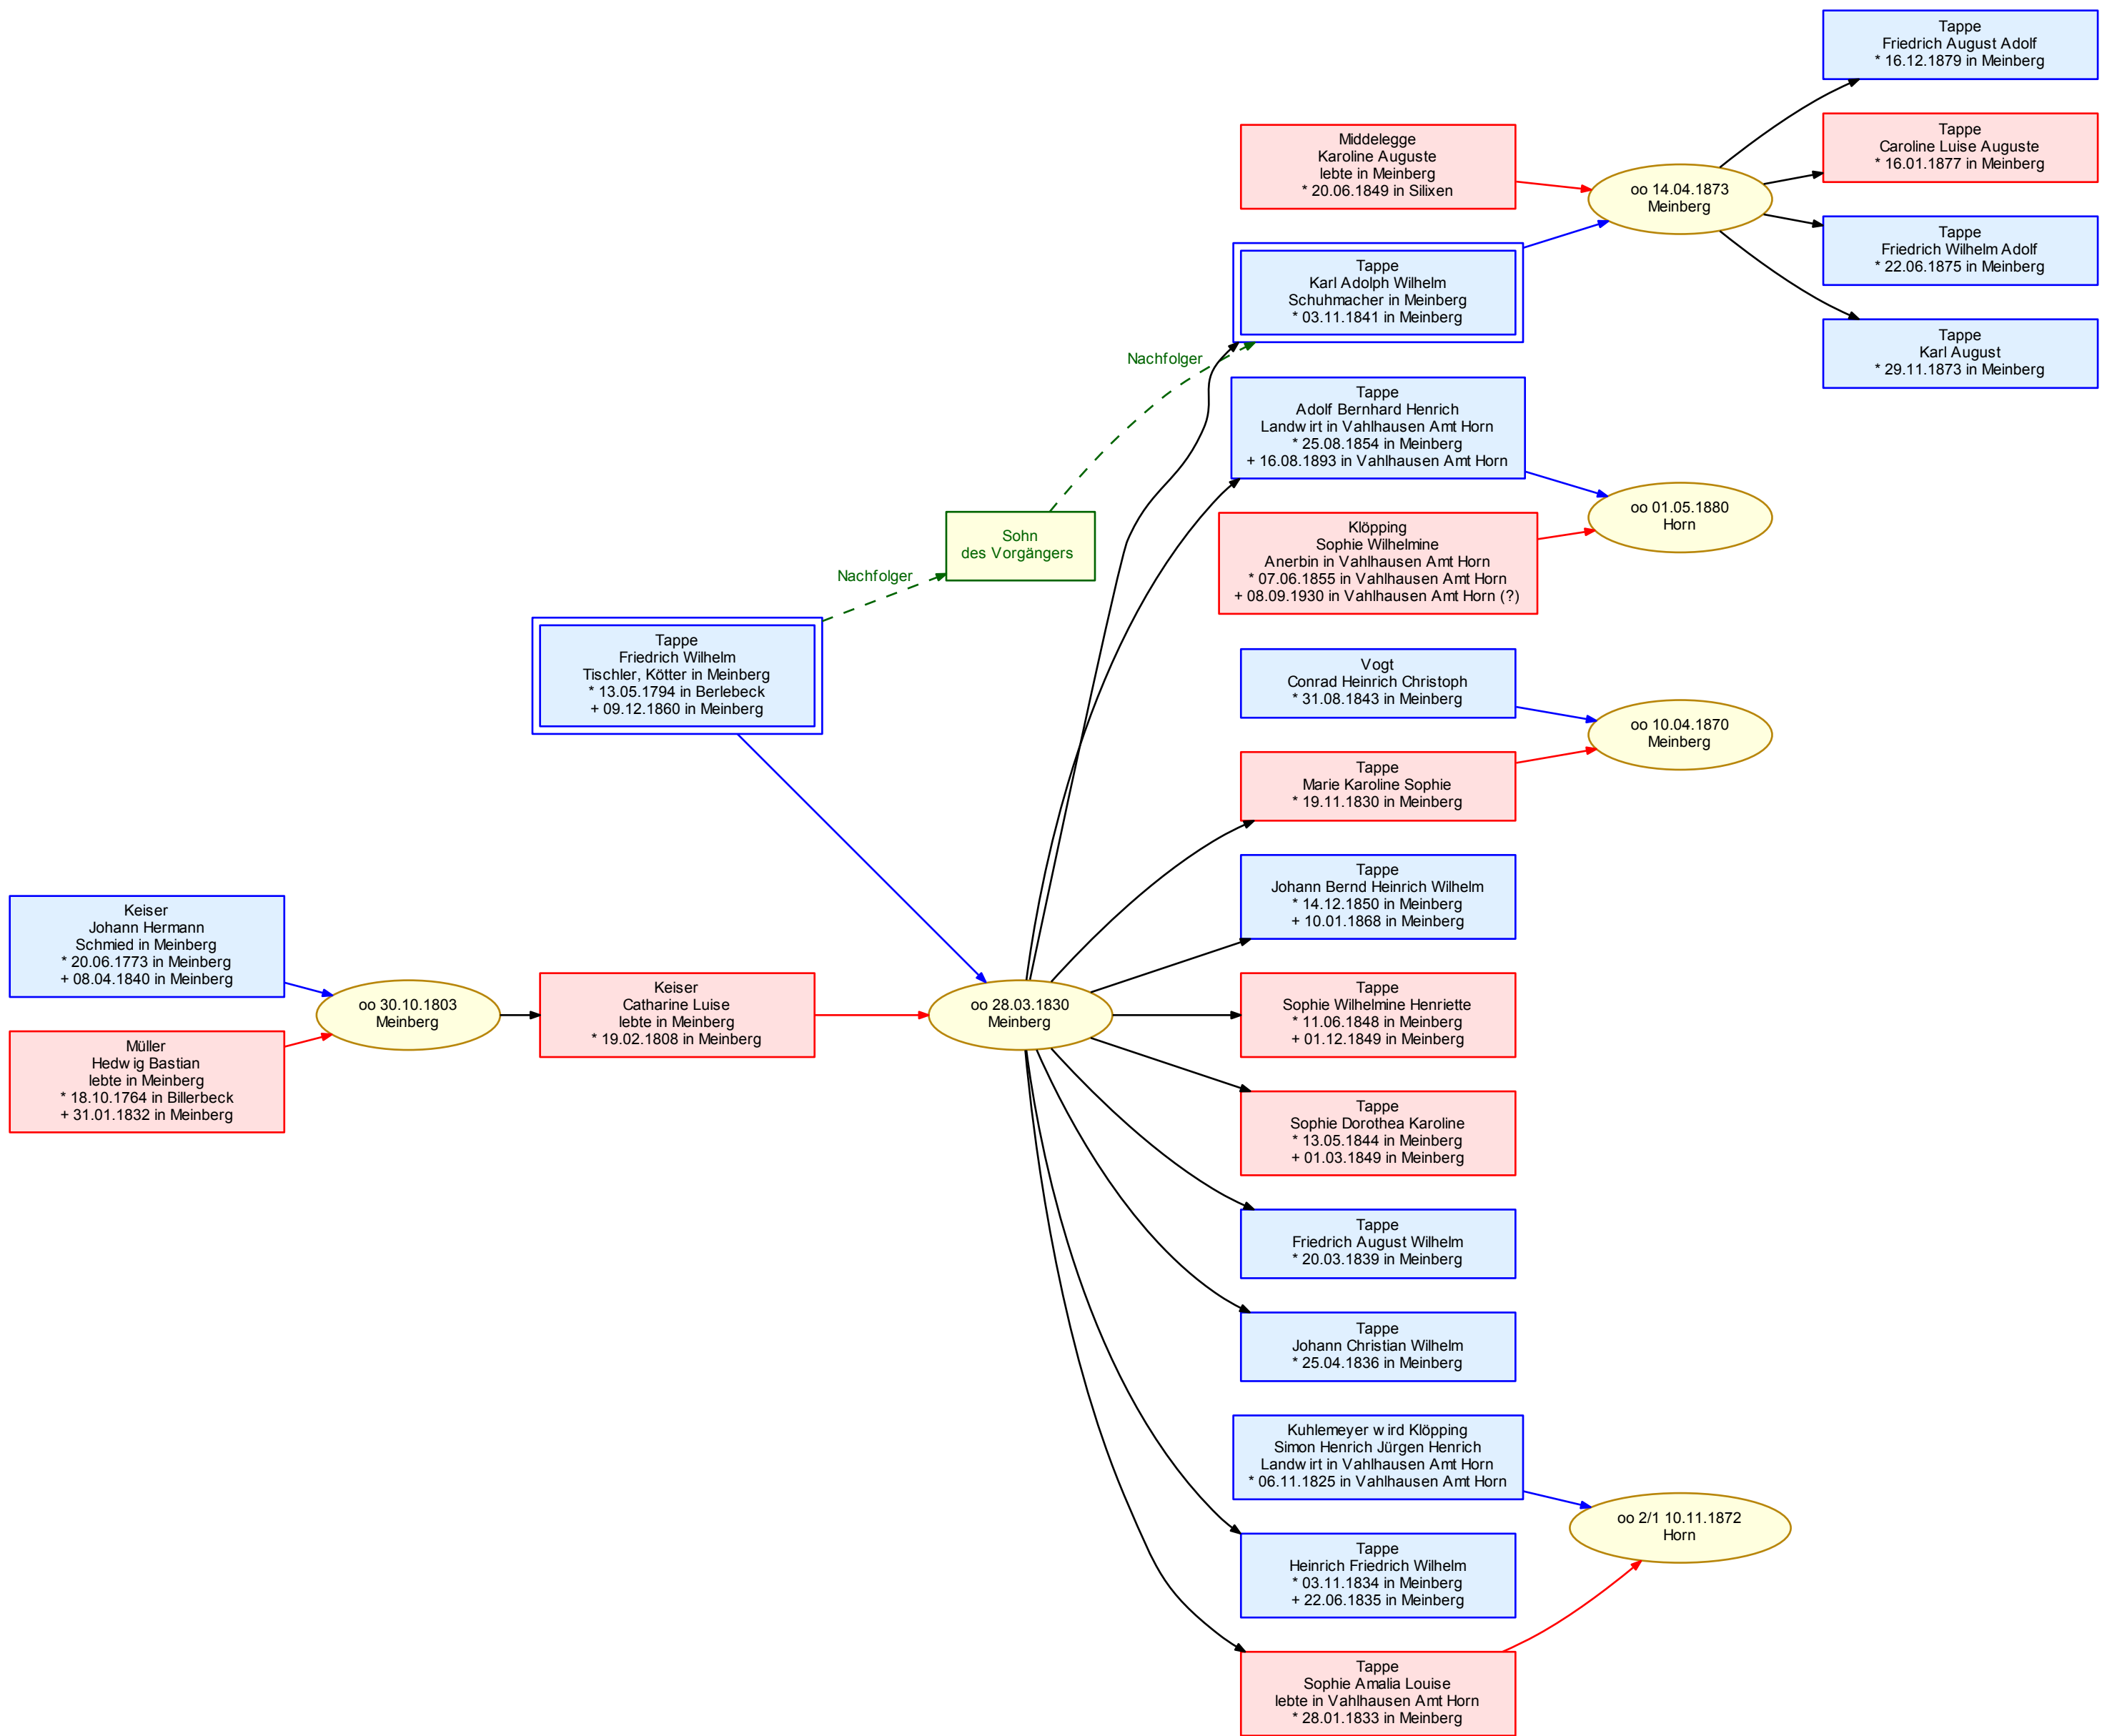 Tappe
Friedrich August Adolf
* 16.12.1879 in Meinberg
Middelegge
Karoline Auguste
lebte in Meinberg
* 20.06.1849 in Silixen
Tappe
Caroline Luise Auguste
* 16.01.1877 in Meinberg
oo 14.04.1873
Meinberg
Tappe
Friedrich Wilhelm Adolf
* 22.06.1875 in Meinberg
Tappe
Karl Adolph Wilhelm
Schuhmacher in Meinberg
* 03.11.1841 in Meinberg
Tappe
Karl August
* 29.11.1873 in Meinberg
Nachfolger
Tappe
Adolf Bernhard Henrich
Landwirt in Vahlhausen Amt Horn
* 25.08.1854 in Meinberg
+ 16.08.1893 in Vahlhausen Amt Horn
oo 01.05.1880
Horn
Sohn
des Vorgängers
Klöpping
Sophie Wilhelmine
Anerbin in Vahlhausen Amt Horn
* 07.06.1855 in Vahlhausen Amt Horn
+ 08.09.1930 in Vahlhausen Amt Horn (?)
Nachfolger
Tappe
Friedrich Wilhelm
Tischler, Kötter in Meinberg
* 13.05.1794 in Berlebeck
+ 09.12.1860 in Meinberg
Vogt
Conrad Heinrich Christoph
* 31.08.1843 in Meinberg
oo 10.04.1870
Meinberg
Tappe
Marie Karoline Sophie
* 19.11.1830 in Meinberg
Tappe
Johann Bernd Heinrich Wilhelm
* 14.12.1850 in Meinberg
+ 10.01.1868 in Meinberg
Keiser
Johann Hermann
Schmied in Meinberg
* 20.06.1773 in Meinberg
+ 08.04.1840 in Meinberg
oo 30.10.1803
Meinberg
Keiser
Catharine Luise
lebte in Meinberg
* 19.02.1808 in Meinberg
oo 28.03.1830
Meinberg
Tappe
Sophie Wilhelmine Henriette
* 11.06.1848 in Meinberg
+ 01.12.1849 in Meinberg
Müller
Hedwig Bastian
lebte in Meinberg
* 18.10.1764 in Billerbeck
+ 31.01.1832 in Meinberg
Tappe
Sophie Dorothea Karoline
* 13.05.1844 in Meinberg
+ 01.03.1849 in Meinberg
Tappe
Friedrich August Wilhelm
* 20.03.1839 in Meinberg
Tappe
Johann Christian Wilhelm
* 25.04.1836 in Meinberg
Kuhlemeyer wird Klöpping
Simon Henrich Jürgen Henrich
Landwirt in Vahlhausen Amt Horn
* 06.11.1825 in Vahlhausen Amt Horn
oo 2/1 10.11.1872
Horn
Tappe
Heinrich Friedrich Wilhelm
* 03.11.1834 in Meinberg
+ 22.06.1835 in Meinberg
Tappe
Sophie Amalia Louise
lebte in Vahlhausen Amt Horn
* 28.01.1833 in Meinberg